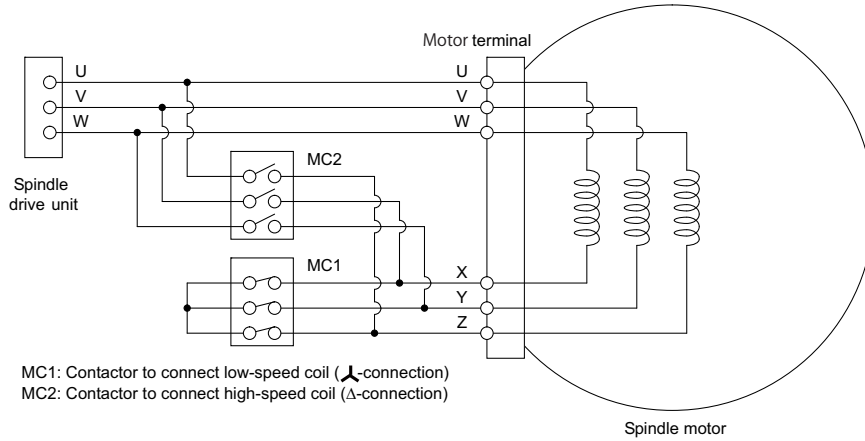 Motor terminal
U
V
W
U
V
W
Spindle
drive unit
MC2
MC1
X
Y
Z
MC1: Contactor to connect low-speed coil (⅄-connection)
MC2: Contactor to connect high-speed coil (Δ-connection)
Spindle motor